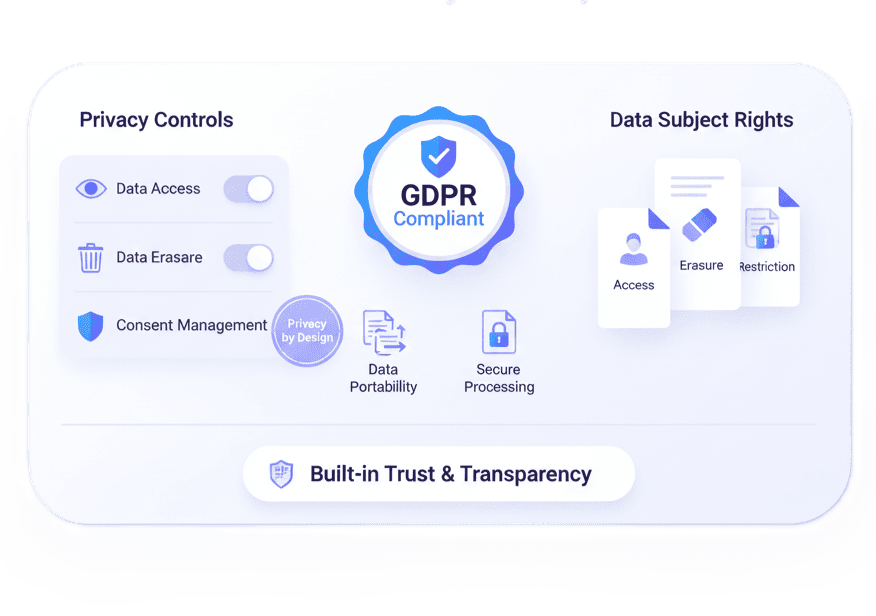 Privacy Controls
Data Access
Data Erasare
Consent Management
Privacy
by Design
GDPR
Compliant
Data
Portability
Secure
Processing
Data Subject Rights
Access
Erasure
Restriction
Built-in Trust & Transparency